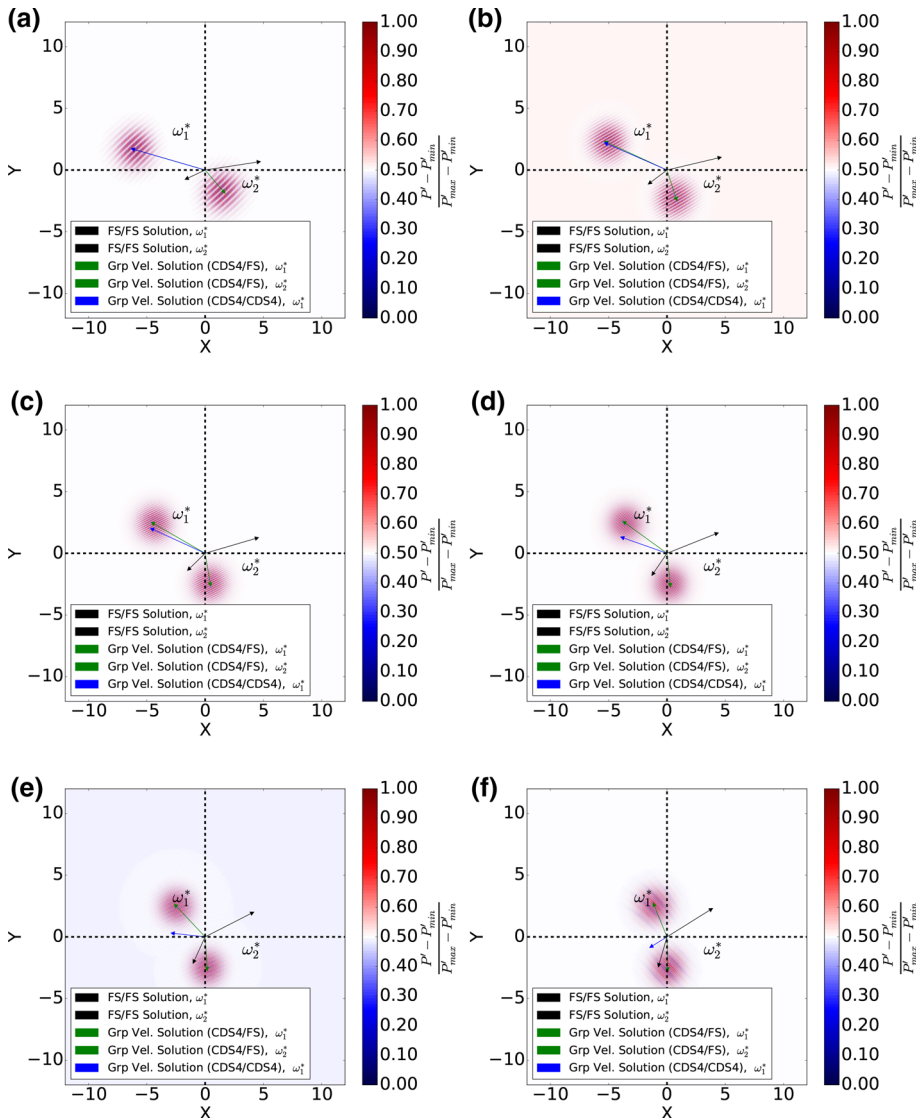 (a)
10
5
0
−5
−10
Y
ω₁*
ω₂*
FS/FS Solution, ω₁*
FS/FS Solution, ω₂*
Grp Vel. Solution (CDS4/FS), ω₁*
Grp Vel. Solution (CDS4/FS), ω₂*
Grp Vel. Solution (CDS4/CDS4), ω₁*
−10 −5 0 5 10
X
1.00
0.90
0.80
0.70
0.60
0.50
0.40
0.30
0.20
0.10
0.00
P′ − P′min
P′max − P′min
(b)
10
5
0
−5
−10
Y
ω₁*
ω₂*
FS/FS Solution, ω₁*
FS/FS Solution, ω₂*
Grp Vel. Solution (CDS4/FS), ω₁*
Grp Vel. Solution (CDS4/FS), ω₂*
Grp Vel. Solution (CDS4/CDS4), ω₁*
−10 −5 0 5 10
X
1.00
0.90
0.80
0.70
0.60
0.50
0.40
0.30
0.20
0.10
0.00
P′ − P′min
P′max − P′min
(c)
10
5
0
−5
−10
Y
ω₁*
ω₂*
FS/FS Solution, ω₁*
FS/FS Solution, ω₂*
Grp Vel. Solution (CDS4/FS), ω₁*
Grp Vel. Solution (CDS4/FS), ω₂*
Grp Vel. Solution (CDS4/CDS4), ω₁*
−10 −5 0 5 10
X
1.00
0.90
0.80
0.70
0.60
0.50
0.40
0.30
0.20
0.10
0.00
P′ − P′min
P′max − P′min
(d)
10
5
0
−5
−10
Y
ω₁*
ω₂*
FS/FS Solution, ω₁*
FS/FS Solution, ω₂*
Grp Vel. Solution (CDS4/FS), ω₁*
Grp Vel. Solution (CDS4/FS), ω₂*
Grp Vel. Solution (CDS4/CDS4), ω₁*
−10 −5 0 5 10
X
1.00
0.90
0.80
0.70
0.60
0.50
0.40
0.30
0.20
0.10
0.00
P′ − P′min
P′max − P′min
(e)
10
5
0
−5
−10
Y
ω₁*
ω₂*
FS/FS Solution, ω₁*
FS/FS Solution, ω₂*
Grp Vel. Solution (CDS4/FS), ω₁*
Grp Vel. Solution (CDS4/FS), ω₂*
Grp Vel. Solution (CDS4/CDS4), ω₁*
−10 −5 0 5 10
X
1.00
0.90
0.80
0.70
0.60
0.50
0.40
0.30
0.20
0.10
0.00
P′ − P′min
P′max − P′min
(f)
10
5
0
−5
−10
Y
ω₁*
ω₂*
FS/FS Solution, ω₁*
FS/FS Solution, ω₂*
Grp Vel. Solution (CDS4/FS), ω₁*
Grp Vel. Solution (CDS4/FS), ω₂*
Grp Vel. Solution (CDS4/CDS4), ω₁*
−10 −5 0 5 10
X
1.00
0.90
0.80
0.70
0.60
0.50
0.40
0.30
0.20
0.10
0.00
P′ − P′min
P′max − P′min